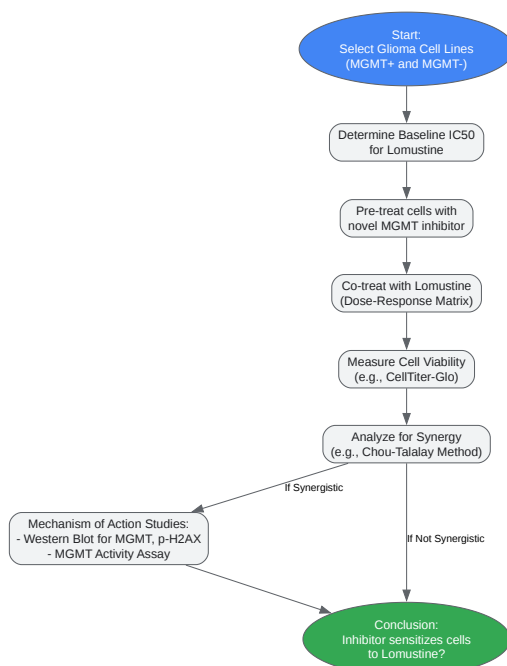 Start:
Select Glioma Cell Lines
(MGMT+ and MGMT-)
Determine Baseline IC50
for Lomustine
Pre-treat cells with
novel MGMT inhibitor
Co-treat with Lomustine
(Dose-Response Matrix)
Measure Cell Viability
(e.g., CellTiter-Glo)
Analyze for Synergy
(e.g., Chou-Talalay Method)
If Synergistic
Mechanism of Action Studies:
- Western Blot for MGMT, p-H2AX
- MGMT Activity Assay
If Not Synergistic
Conclusion:
Inhibitor sensitizes cells
to Lomustine?